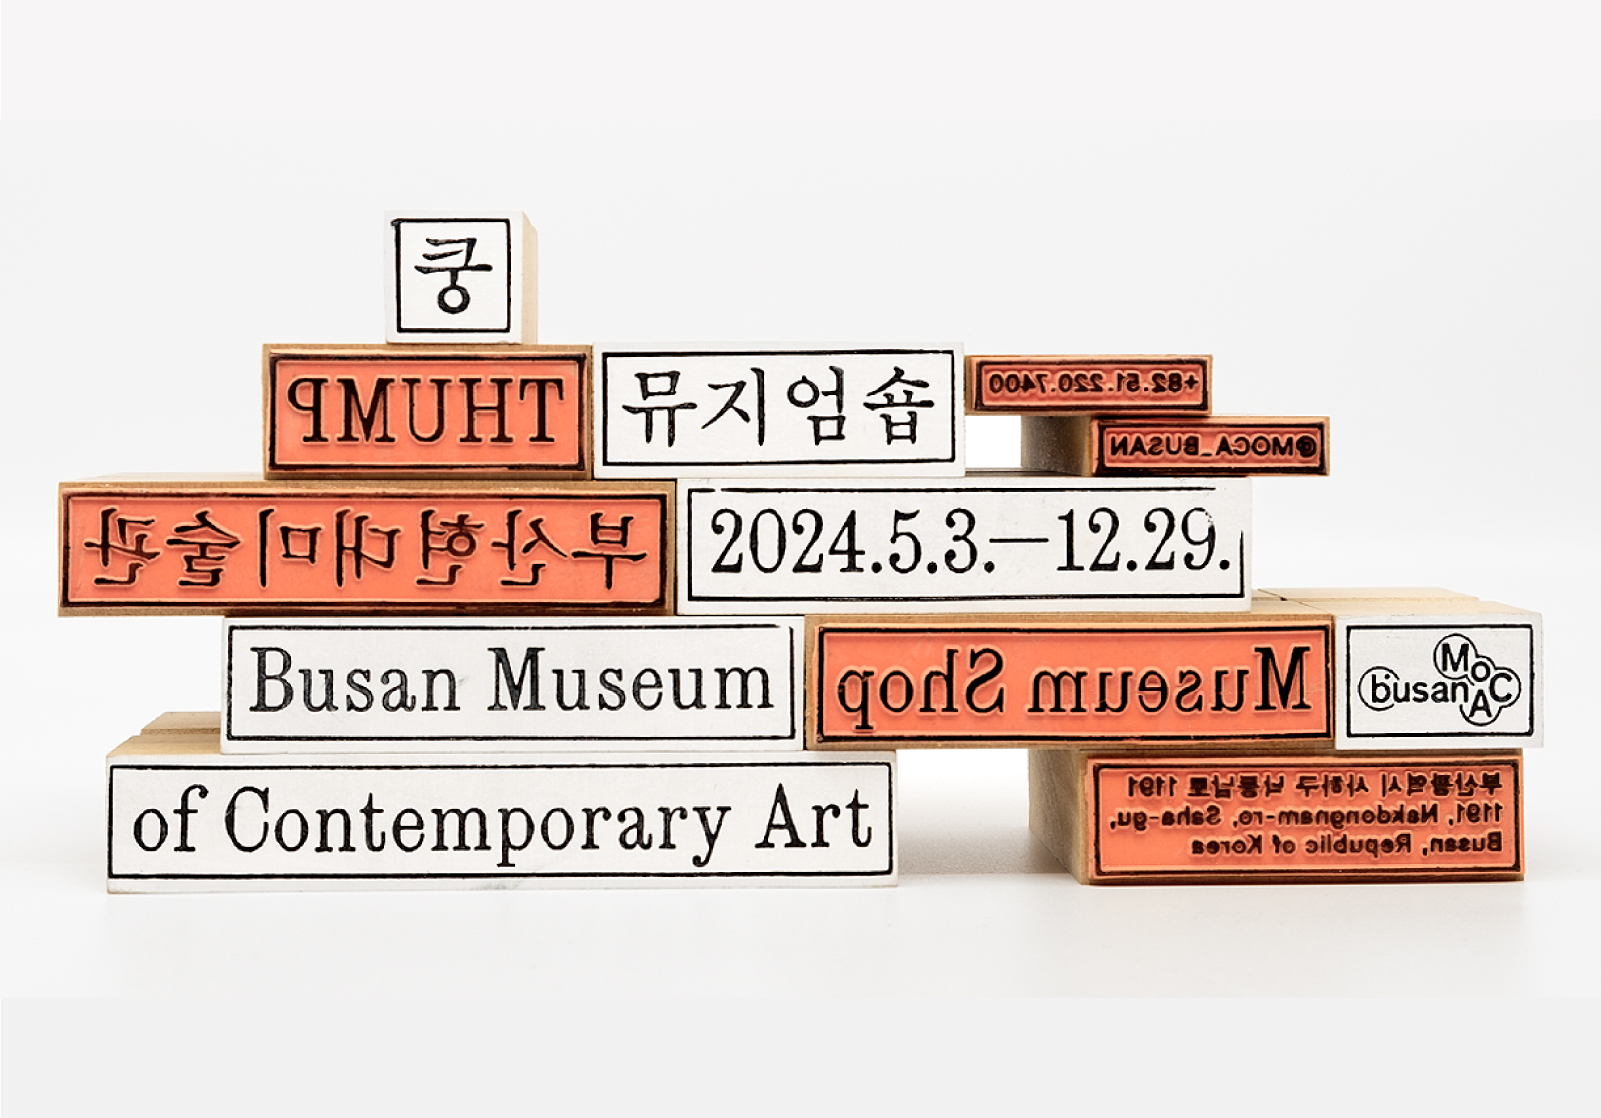 쿵
THUMP
뮤지엄숍
+82.51.220.7400
@MOCA_BUSAN
부산현대미술관
2024.5.3.—12.29.
Busan Museum
Museum Shop
busan MoCA
of Contemporary Art
부산광역시 사하구 낙동남로 1191
1191, Nakdongnam-ro, Saha-gu,
Busan, Republic of Korea